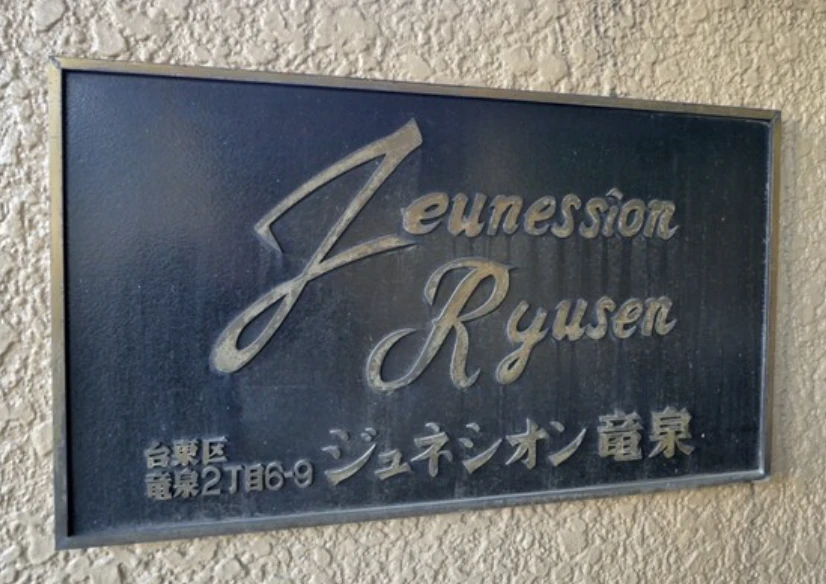 Jeunession
Ryusen
台東区
竜泉2丁目6-9
ジュネシオン竜泉